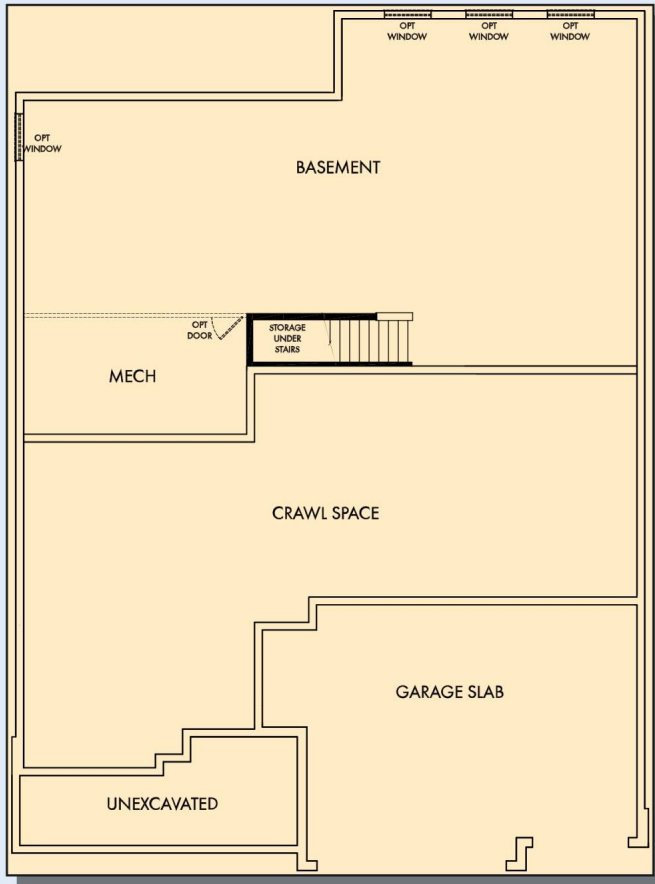 OPT
WINDOW
OPT
WINDOW
OPT
WINDOW
OPT
WINDOW
BASEMENT
OPT
DOOR
STORAGE
UNDER
STAIRS
MECH
CRAWL SPACE
GARAGE SLAB
UNEXCAVATED